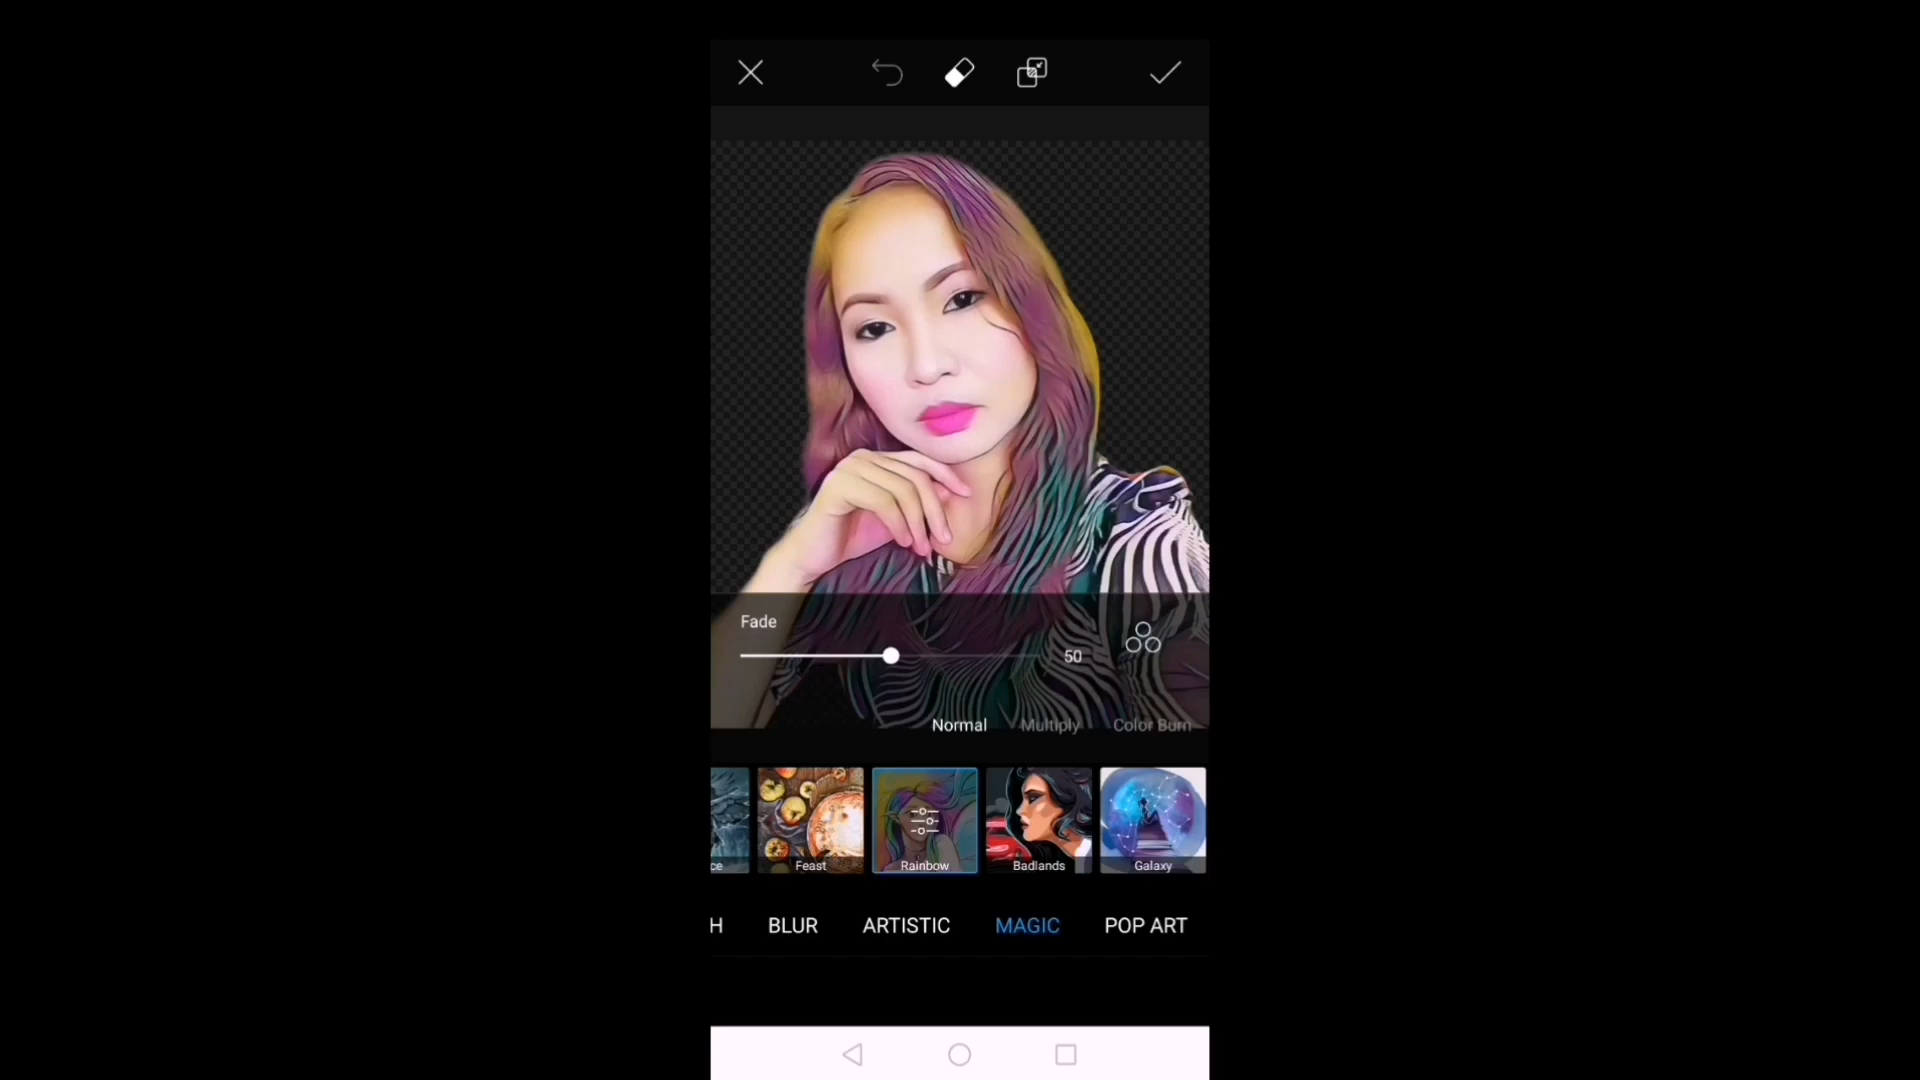 Fade
50
Normal Multiply Color Burn
ce Feast Rainbow Badlands Galaxy
H BLUR ARTISTIC MAGIC POP ART